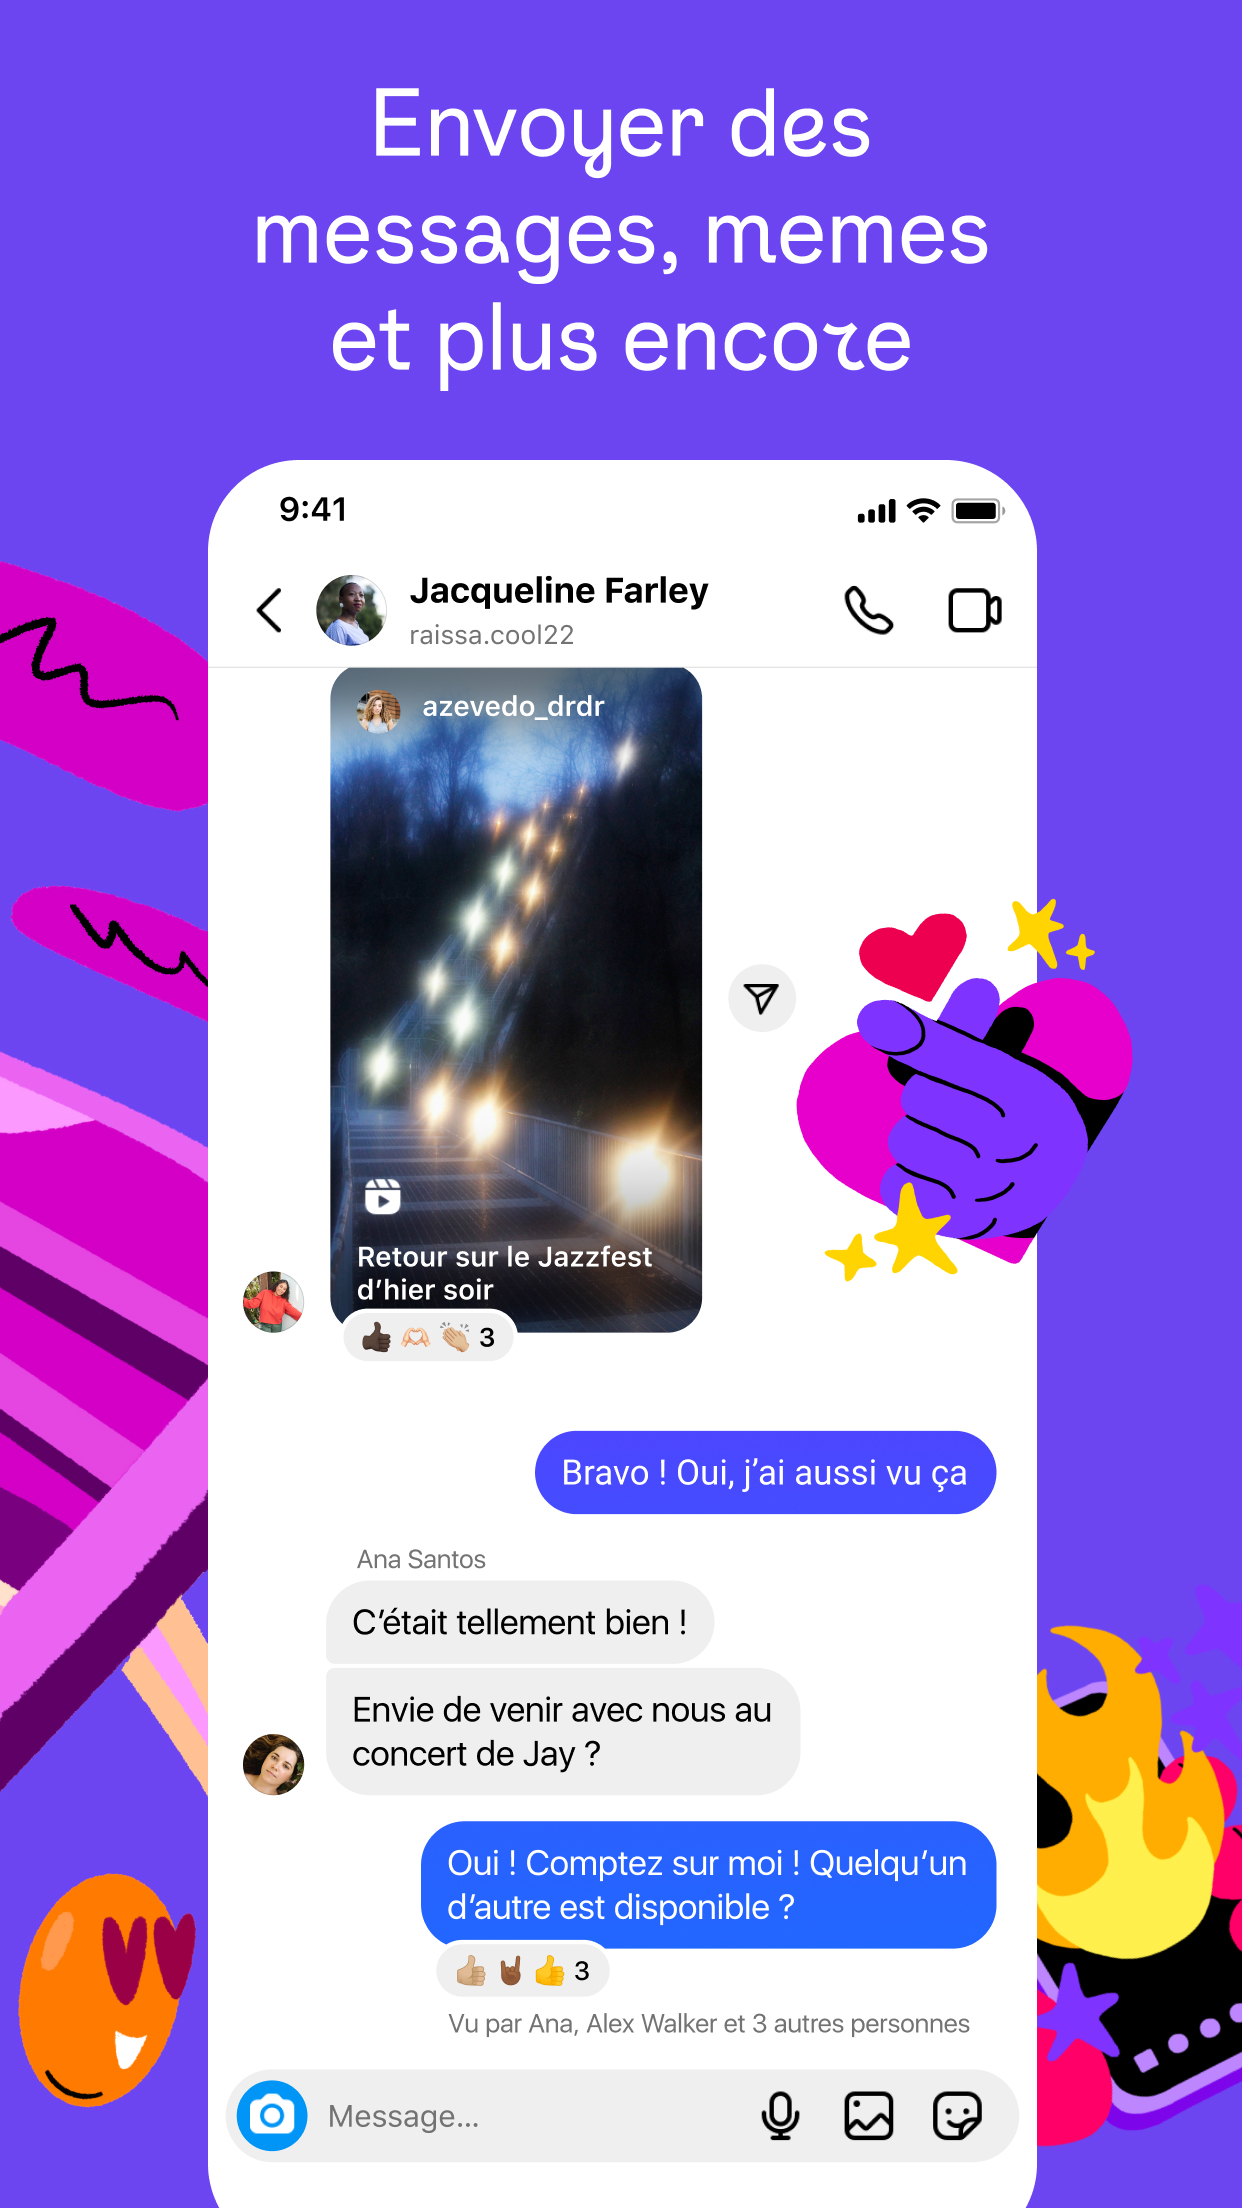 Envoyer des
messages, memes
et plus encore
9:41
Jacqueline Farley
raissa.cool22
azevedo_drdr
Retour sur le Jazzfest
d’hier soir
3
Bravo ! Oui, j’ai aussi vu ça
Ana Santos
C’était tellement bien !
Envie de venir avec nous au
concert de Jay ?
Oui ! Comptez sur moi ! Quelqu’un
d’autre est disponible ?
3
Vu par Ana, Alex Walker et 3 autres personnes
Message...